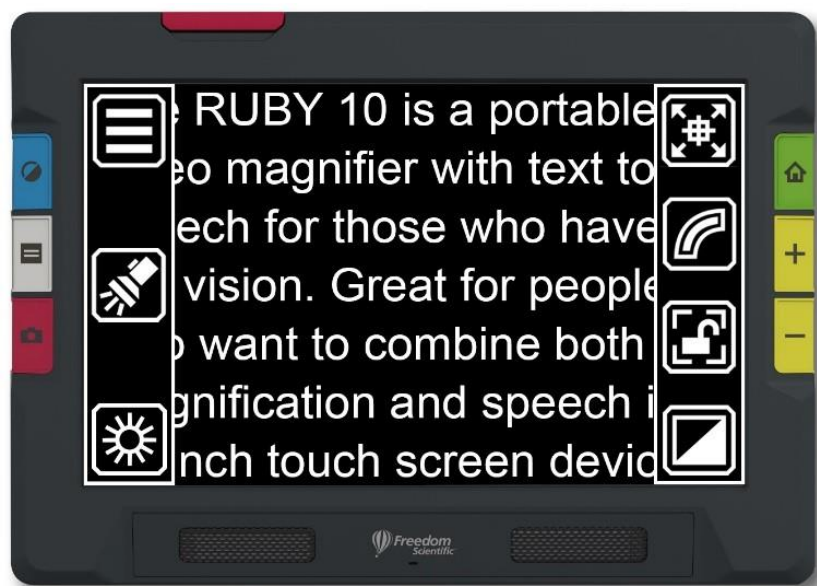 RUBY 10 is a portable
eo magnifier with text to
ech for those who have
vision. Great for people
want to combine both
gnification and speech i
nch touch screen devic
Freedom
Scientific